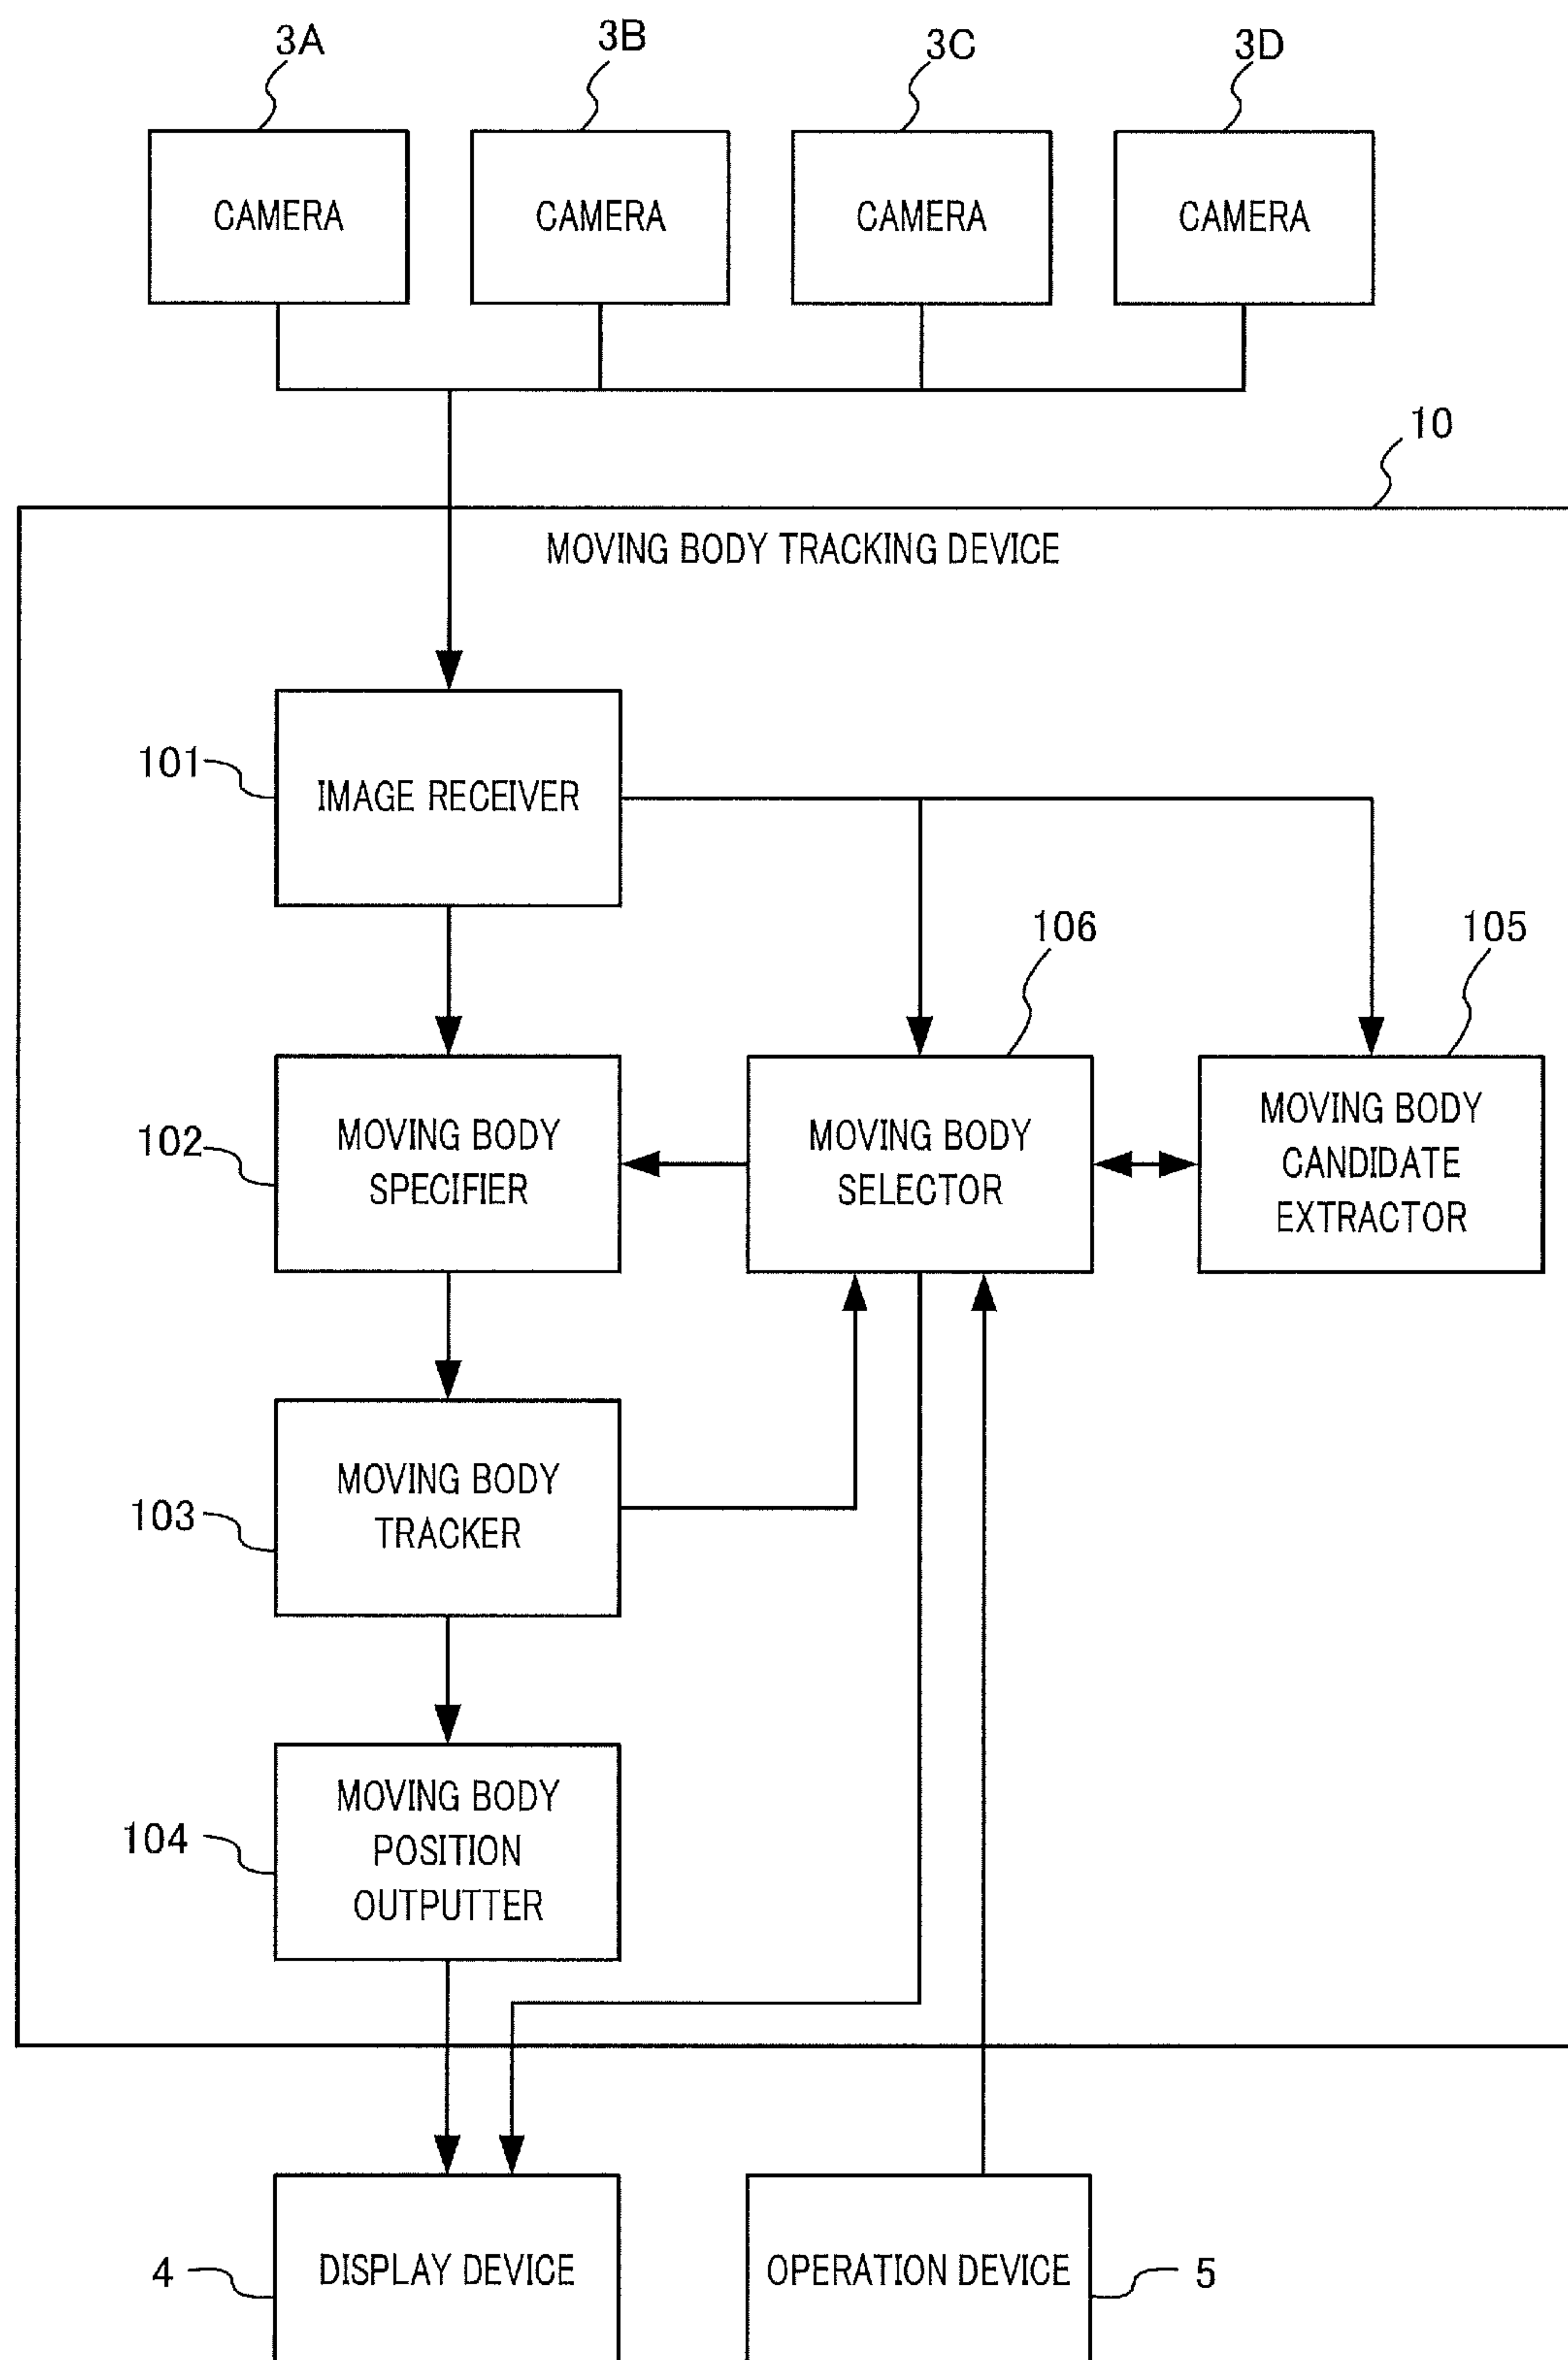 3A
3B
3C
3D
CAMERA
CAMERA
CAMERA
CAMERA
10
MOVING BODY TRACKING DEVICE
101
IMAGE RECEIVER
106
105
102
MOVING BODY
SPECIFIER
MOVING BODY
SELECTOR
MOVING BODY
CANDIDATE
EXTRACTOR
103
MOVING BODY
TRACKER
104
MOVING BODY
POSITION
OUTPUTTER
4
DISPLAY DEVICE
OPERATION DEVICE
5